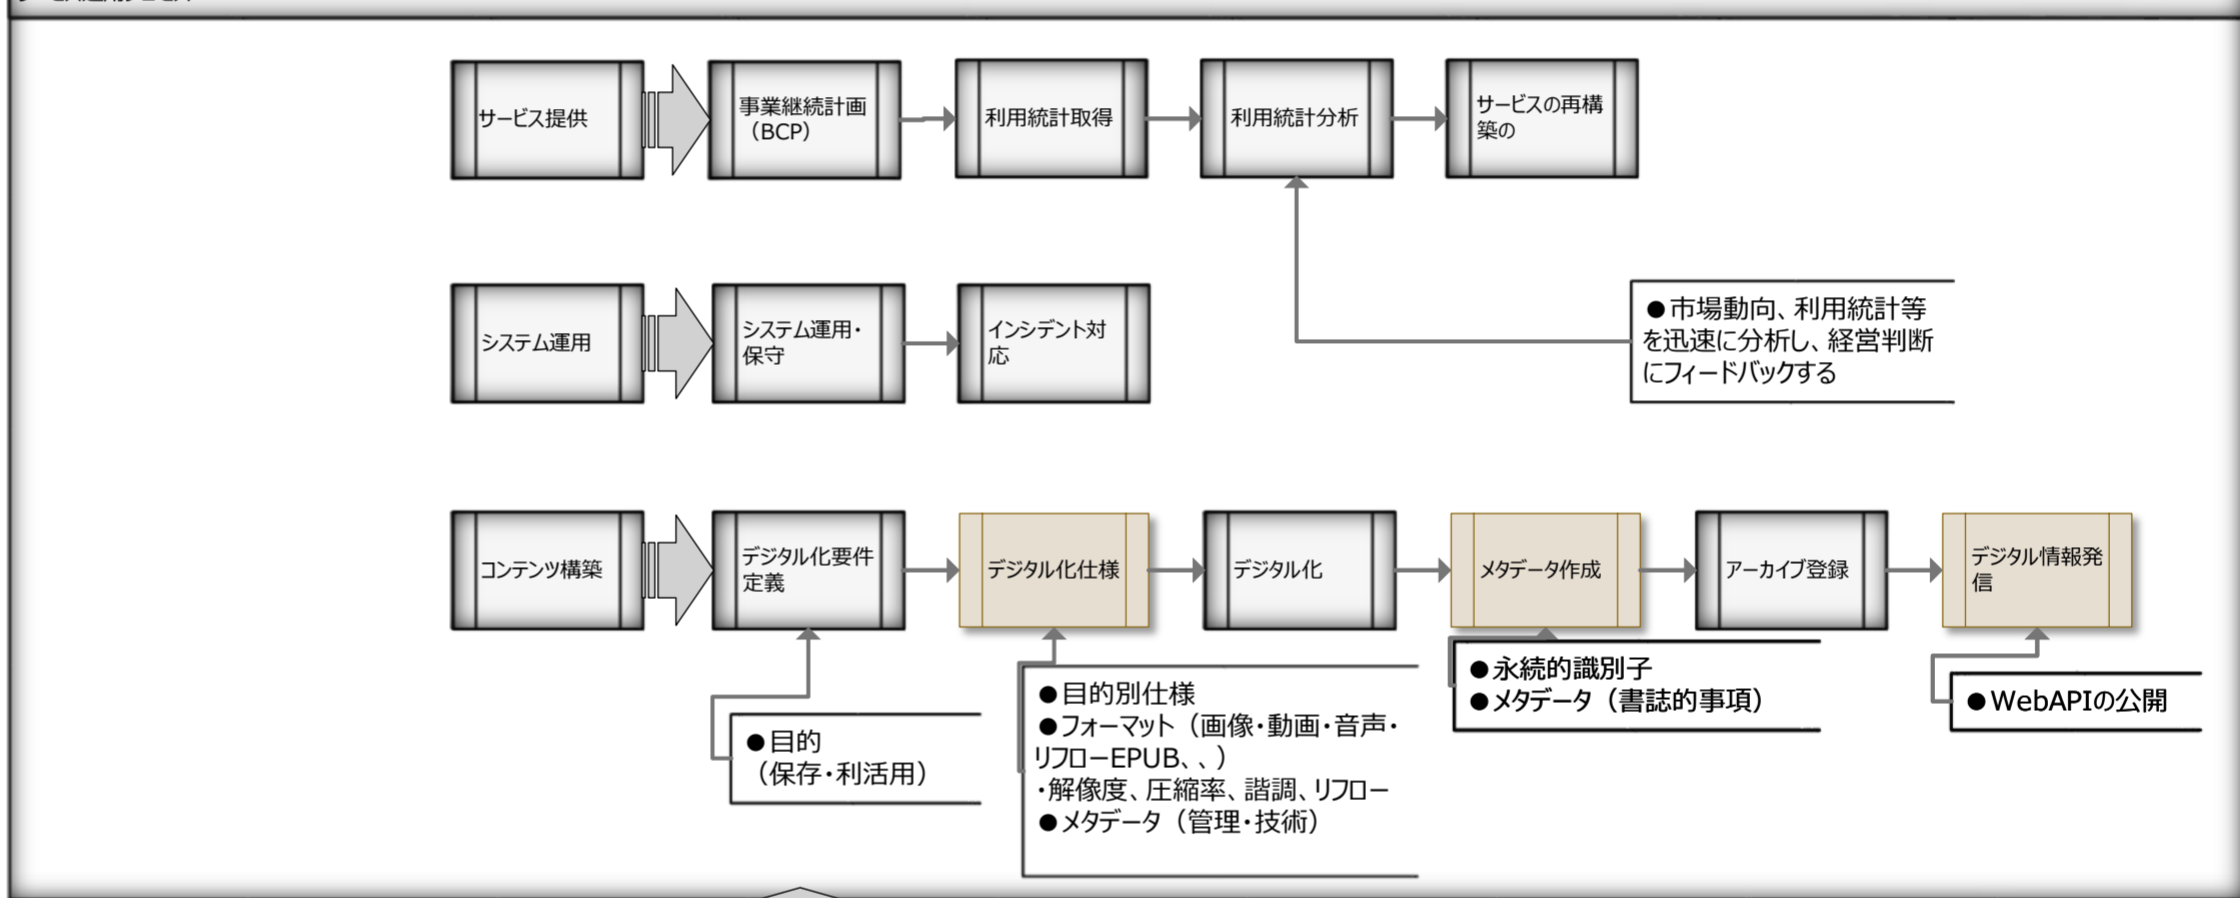 サービス提供
事業継続計画
（BCP）
利用統計取得
利用統計分析
サービスの再構
築の
システム運用
システム運用・
保守
インシデント対
応
●市場動向、利用統計等
を迅速に分析し、経営判断
にフィードバックする
コンテンツ構築
デジタル化要件
定義
デジタル化仕様
デジタル化
メタデータ作成
アーカイブ登録
デジタル情報発
信
●目的
（保存・利活用）
●目的別仕様
●フォーマット（画像・動画・音声・
リフローEPUB、、）
・解像度、圧縮率、諧調、リフロー
●メタデータ（管理・技術）
●永続的識別子
●メタデータ（書誌的事項）
●WebAPIの公開